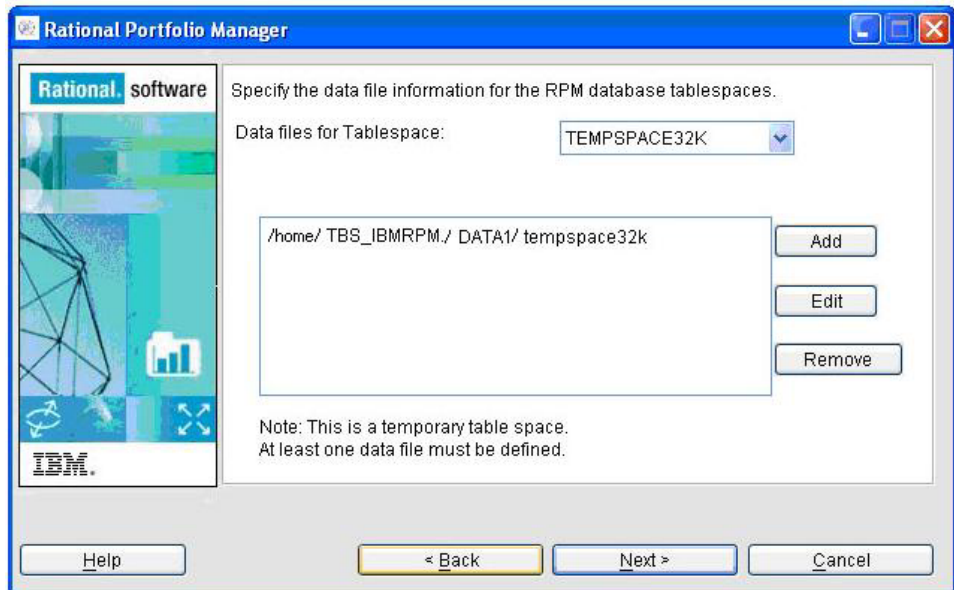 Rational Portfolio Manager
Rational. software
Specify the data file information for the RPM database tablespaces.
Data files for Tablespace:
TEMPSPACE32K
/home/ TBS_IBMRPM./ DATA1/ tempspace32k
Add
Edit
Remove
Note: This is a temporary table space.
At least one data file must be defined.
IBM.
Help
< Back
Next >
Cancel